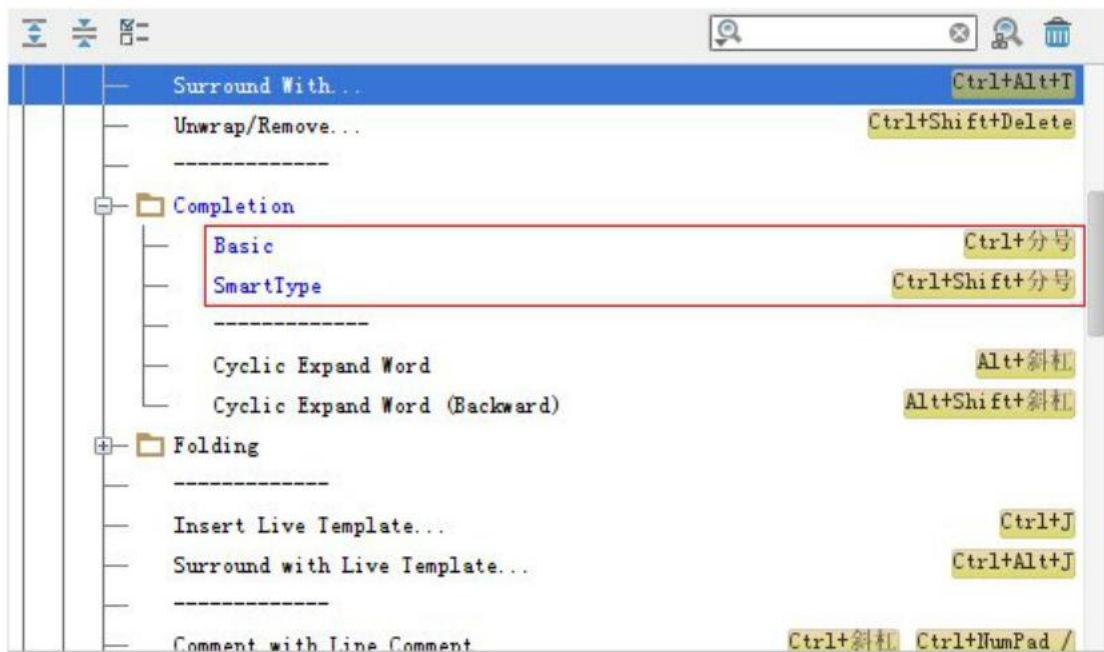 Surround With... Ctrl+Alt+T
Unwrap/Remove... Ctrl+Shift+Delete
-------------
Completion
Basic Ctrl+分号
SmartType Ctrl+Shift+分号
-------------
Cyclic Expand Word Alt+斜杠
Cyclic Expand Word (Backward) Alt+Shift+斜杠
Folding
-------------
Insert Live Template... Ctrl+J
Surround with Live Template... Ctrl+Alt+J
-------------
Comment with Line Comment Ctrl+斜杠 Ctrl+NumPad /